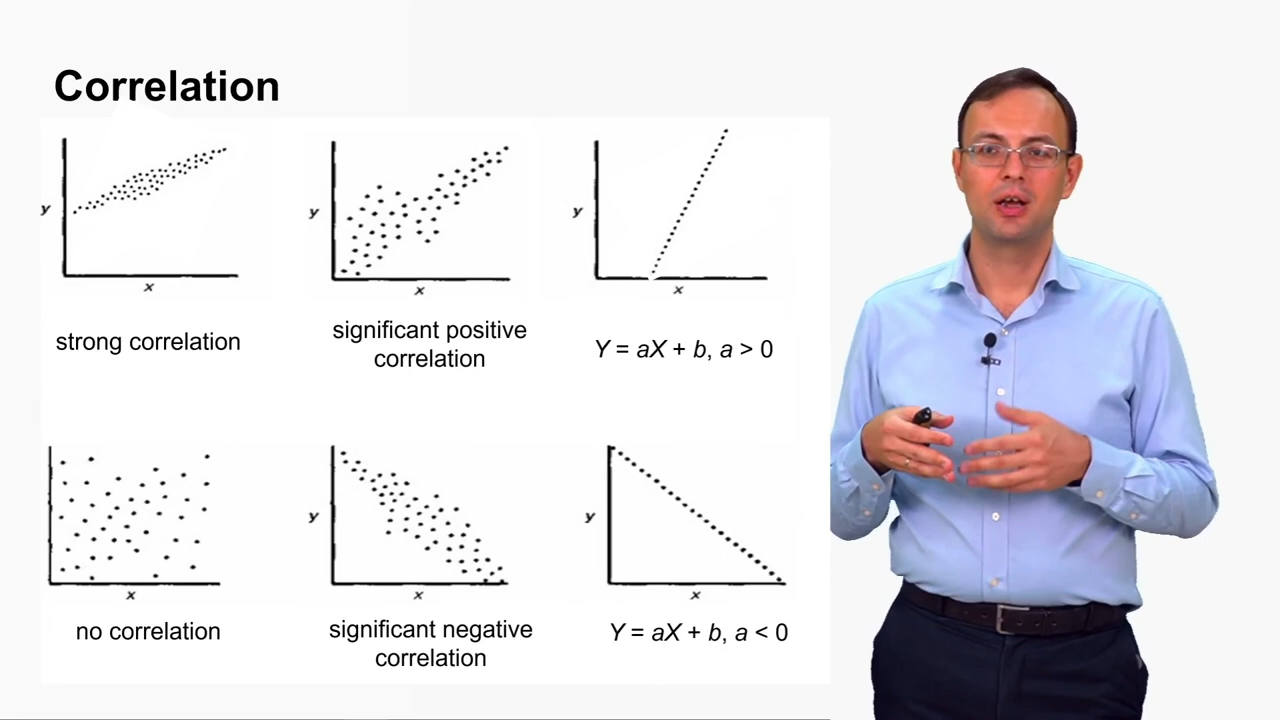 Correlation
y
x
strong correlation
y
x
significant positive
correlation
y
x
Y = aX + b, a > 0
x
no correlation
y
x
significant negative
correlation
y
x
Y = aX + b, a < 0